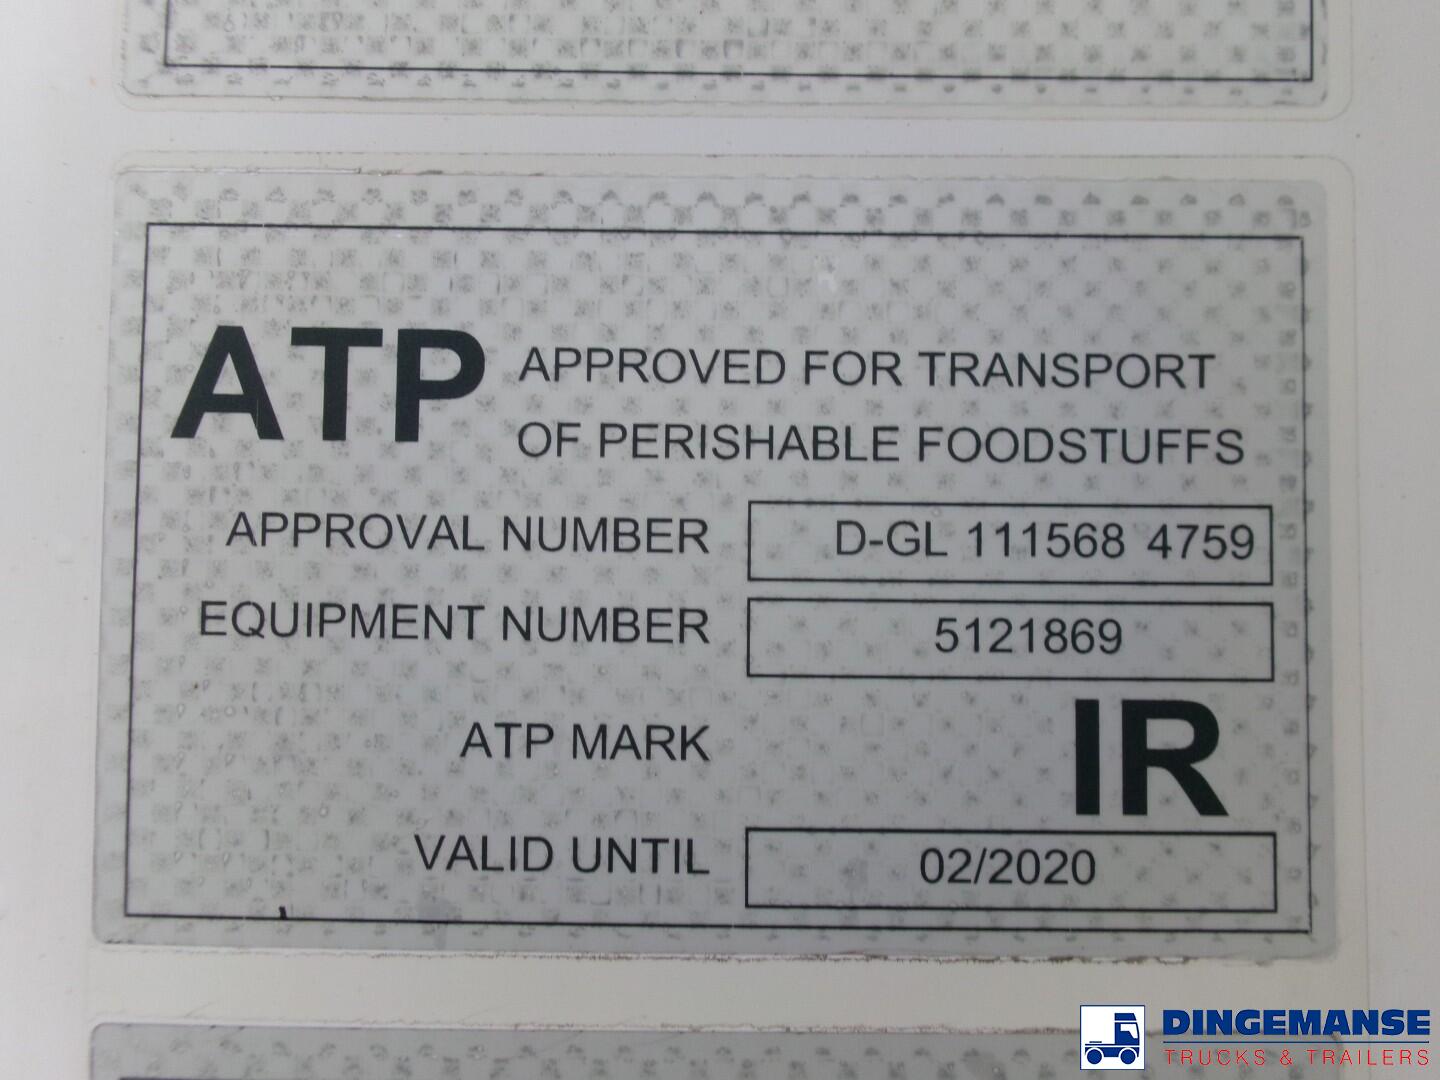 ATP APPROVED FOR TRANSPORT
OF PERISHABLE FOODSTUFFS
APPROVAL NUMBER D-GL 111568 4759
EQUIPMENT NUMBER 5121869
ATP MARK IR
VALID UNTIL 02/2020
DINGEMANSE
TRUCKS & TRAILERS